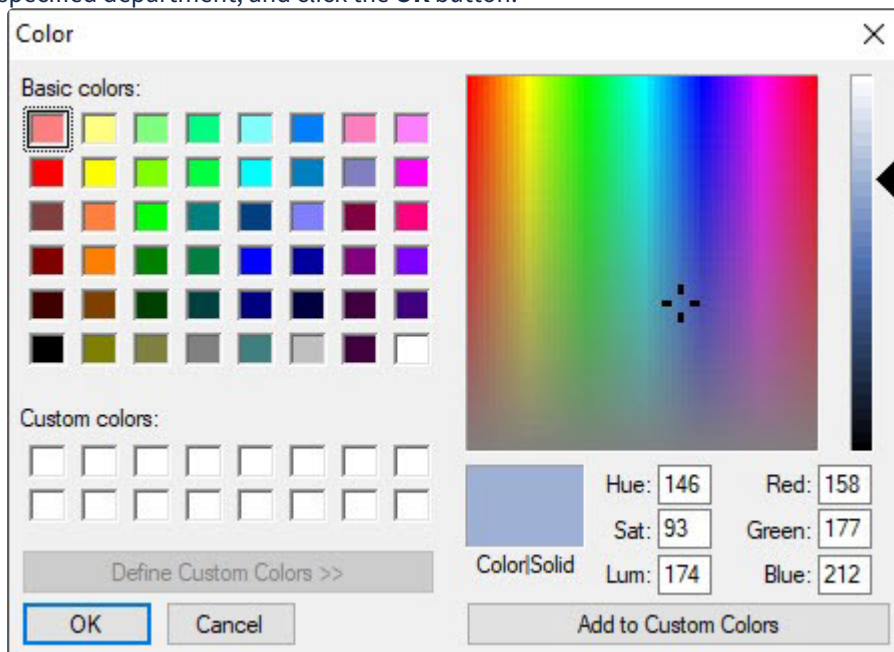 specified department, and click the OK button.
Color
Basic colors:
Custom colors:
Define Custom Colors >>
OK
Cancel
Color|Solid
Hue: 146
Sat: 93
Lum: 174
Red: 158
Green: 177
Blue: 212
Add to Custom Colors